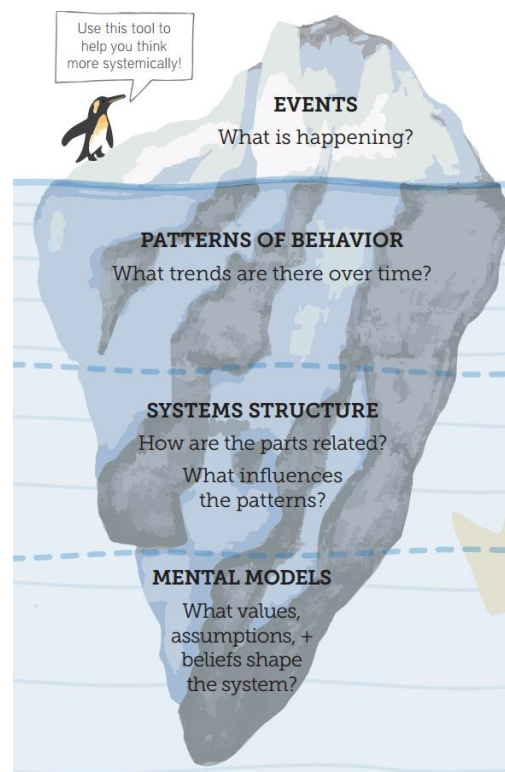 Use this tool to
help you think
more systemically!
EVENTS
What is happening?
PATTERNS OF BEHAVIOR
What trends are there over time?
SYSTEMS STRUCTURE
How are the parts related?
What influences
the patterns?
MENTAL MODELS
What values,
assumptions, +
beliefs shape
the system?